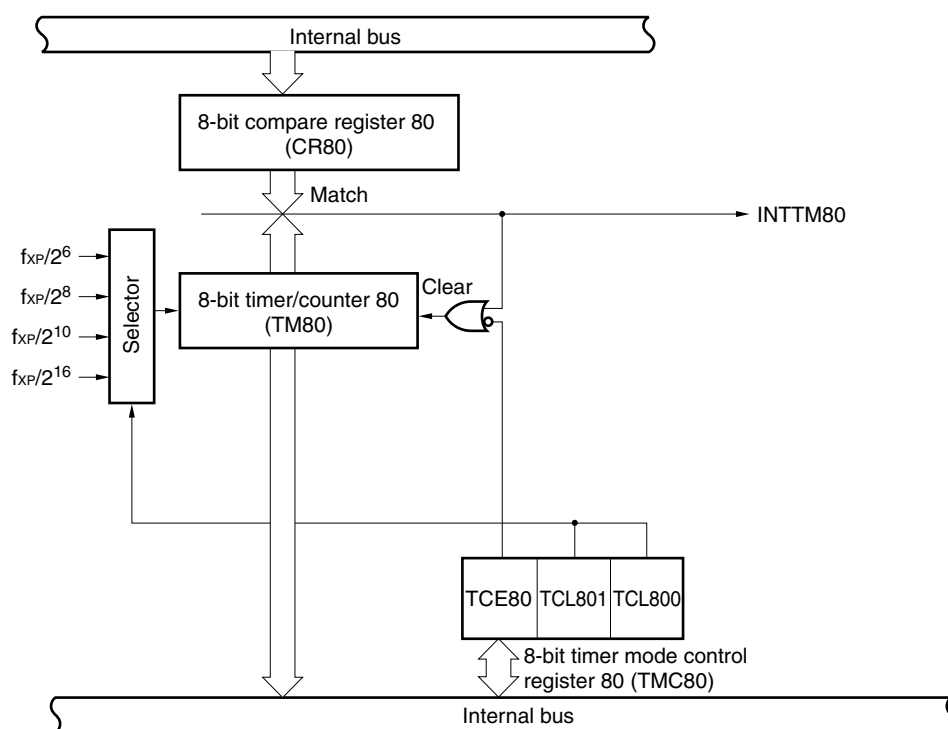 Internal bus
8-bit compare register 80
(CR80)
Match
INTTM80
fXP/2^6
fXP/2^8
fXP/2^10
fXP/2^16
Selector
8-bit timer/counter 80
(TM80)
Clear
TCE80 TCL801 TCL800
8-bit timer mode control
register 80 (TMC80)
Internal bus